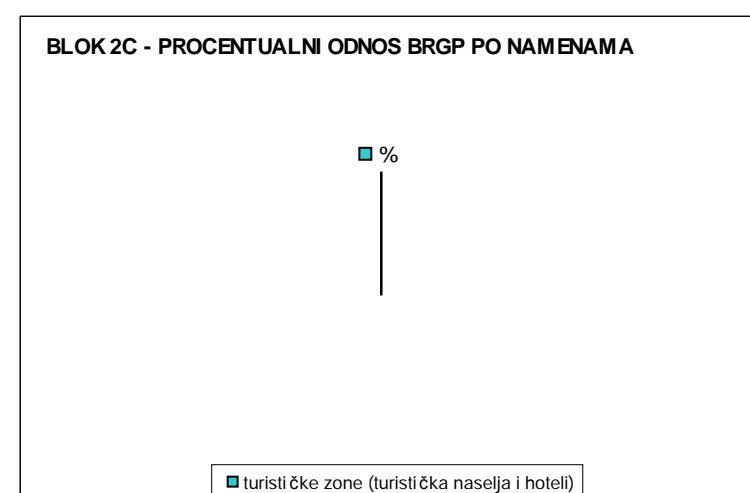 BLOK 2C - PROCENTUALNI ODNOS BRGP PO NAMENAMA
%
turističke zone (turistička naselja i hoteli)